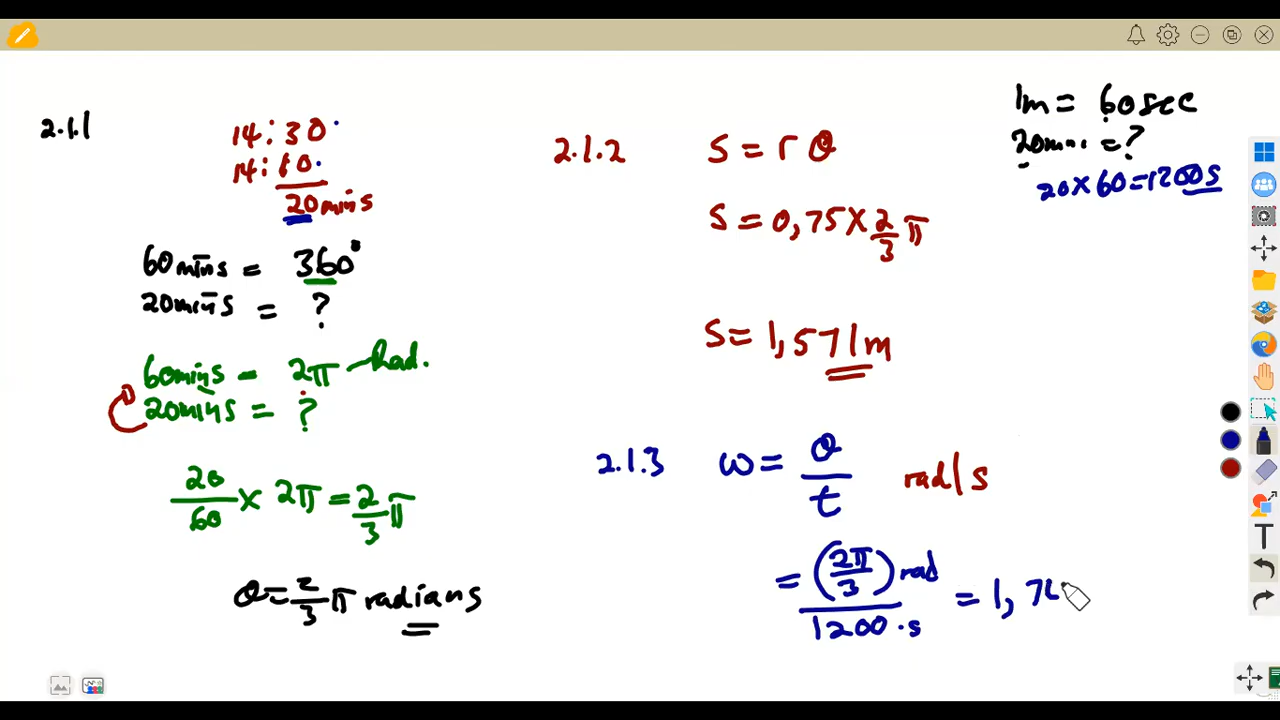 2.1.1
14:30
14:10
20mins
60mins = 360°
20mins = ?
60mins = 2π rad.
20mins = ?
20/60 × 2π = 2/3 π
θ = 2/3 π radians
2.1.2 S = rθ
S = 0,75 × 2/3 π
S = 1,571m
2.1.3 ω = θ/t rad/s
= (2π/3) rad / 1200 · s = 1,74
1m = 60sec
20mins = ?
20 × 60 = 1200s
T